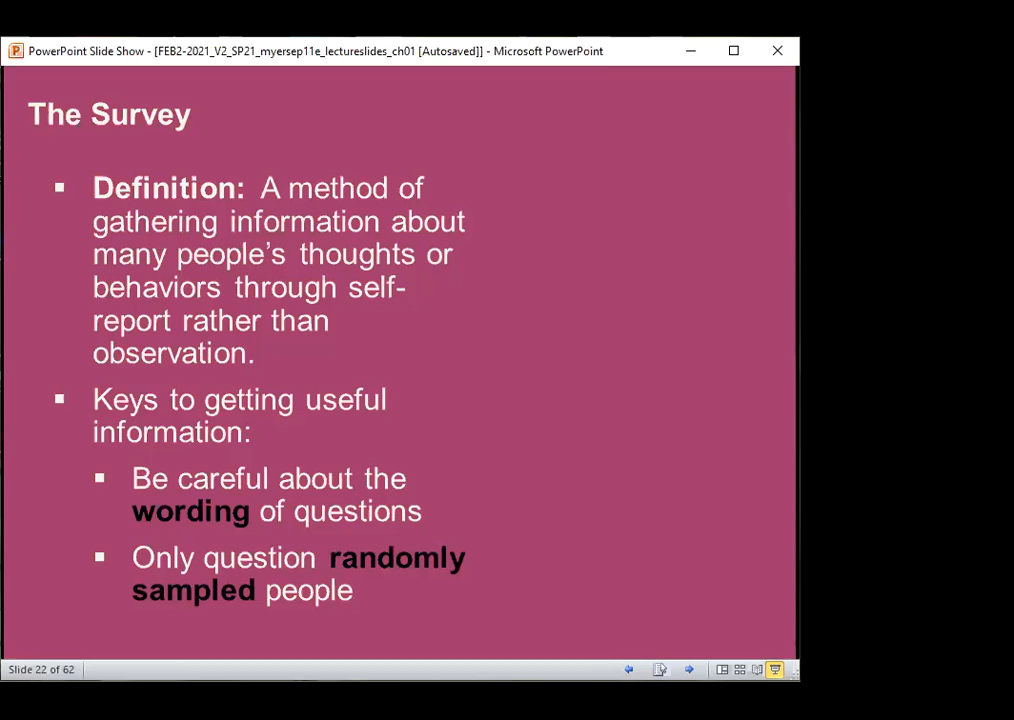 PowerPoint Slide Show - [FEB2-2021_V2_SP21_myersep11e_lectureslides_ch01 [Autosaved]] - Microsoft PowerPoint
The Survey
▪ Definition: A method of
gathering information about
many people’s thoughts or
behaviors through self-
report rather than
observation.
▪ Keys to getting useful
information:
▪ Be careful about the
wording of questions
▪ Only question randomly
sampled people
Slide 22 of 62